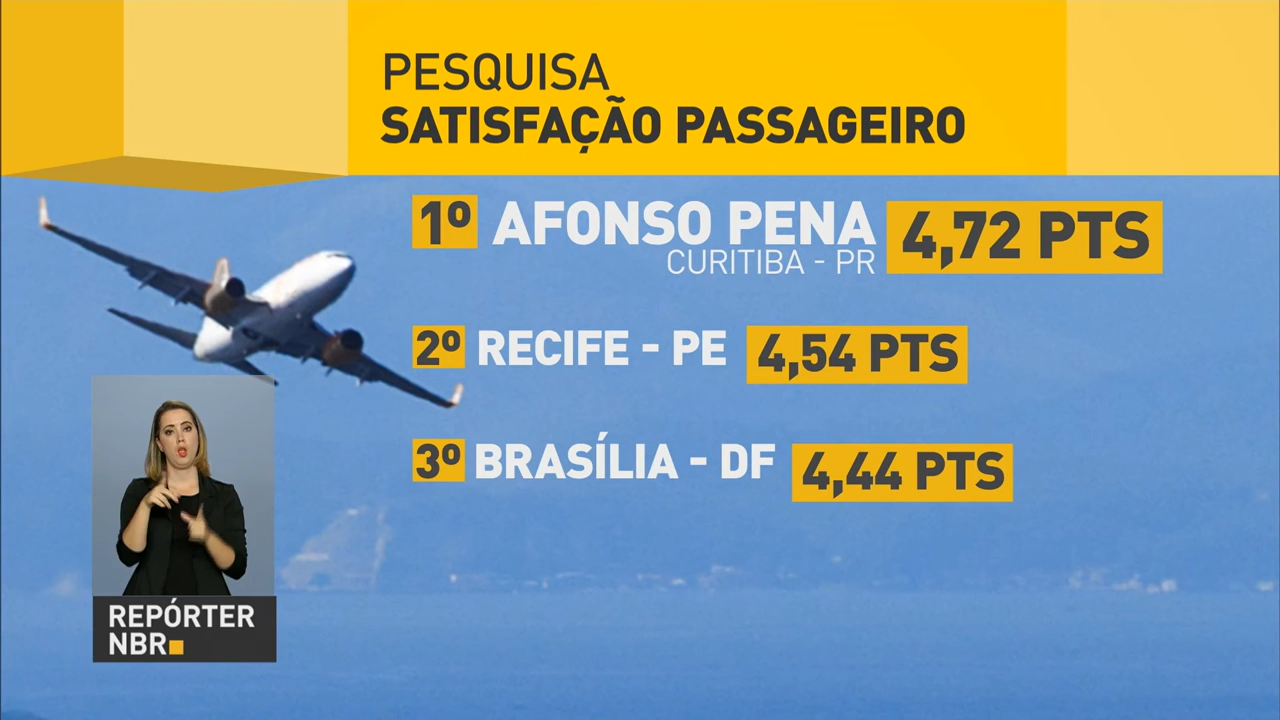 PESQUISA
SATISFAÇÃO PASSAGEIRO
1º AFONSO PENA 4,72 PTS
CURITIBA - PR
2º RECIFE - PE 4,54 PTS
3º BRASÍLIA - DF 4,44 PTS
REPÓRTER
NBR